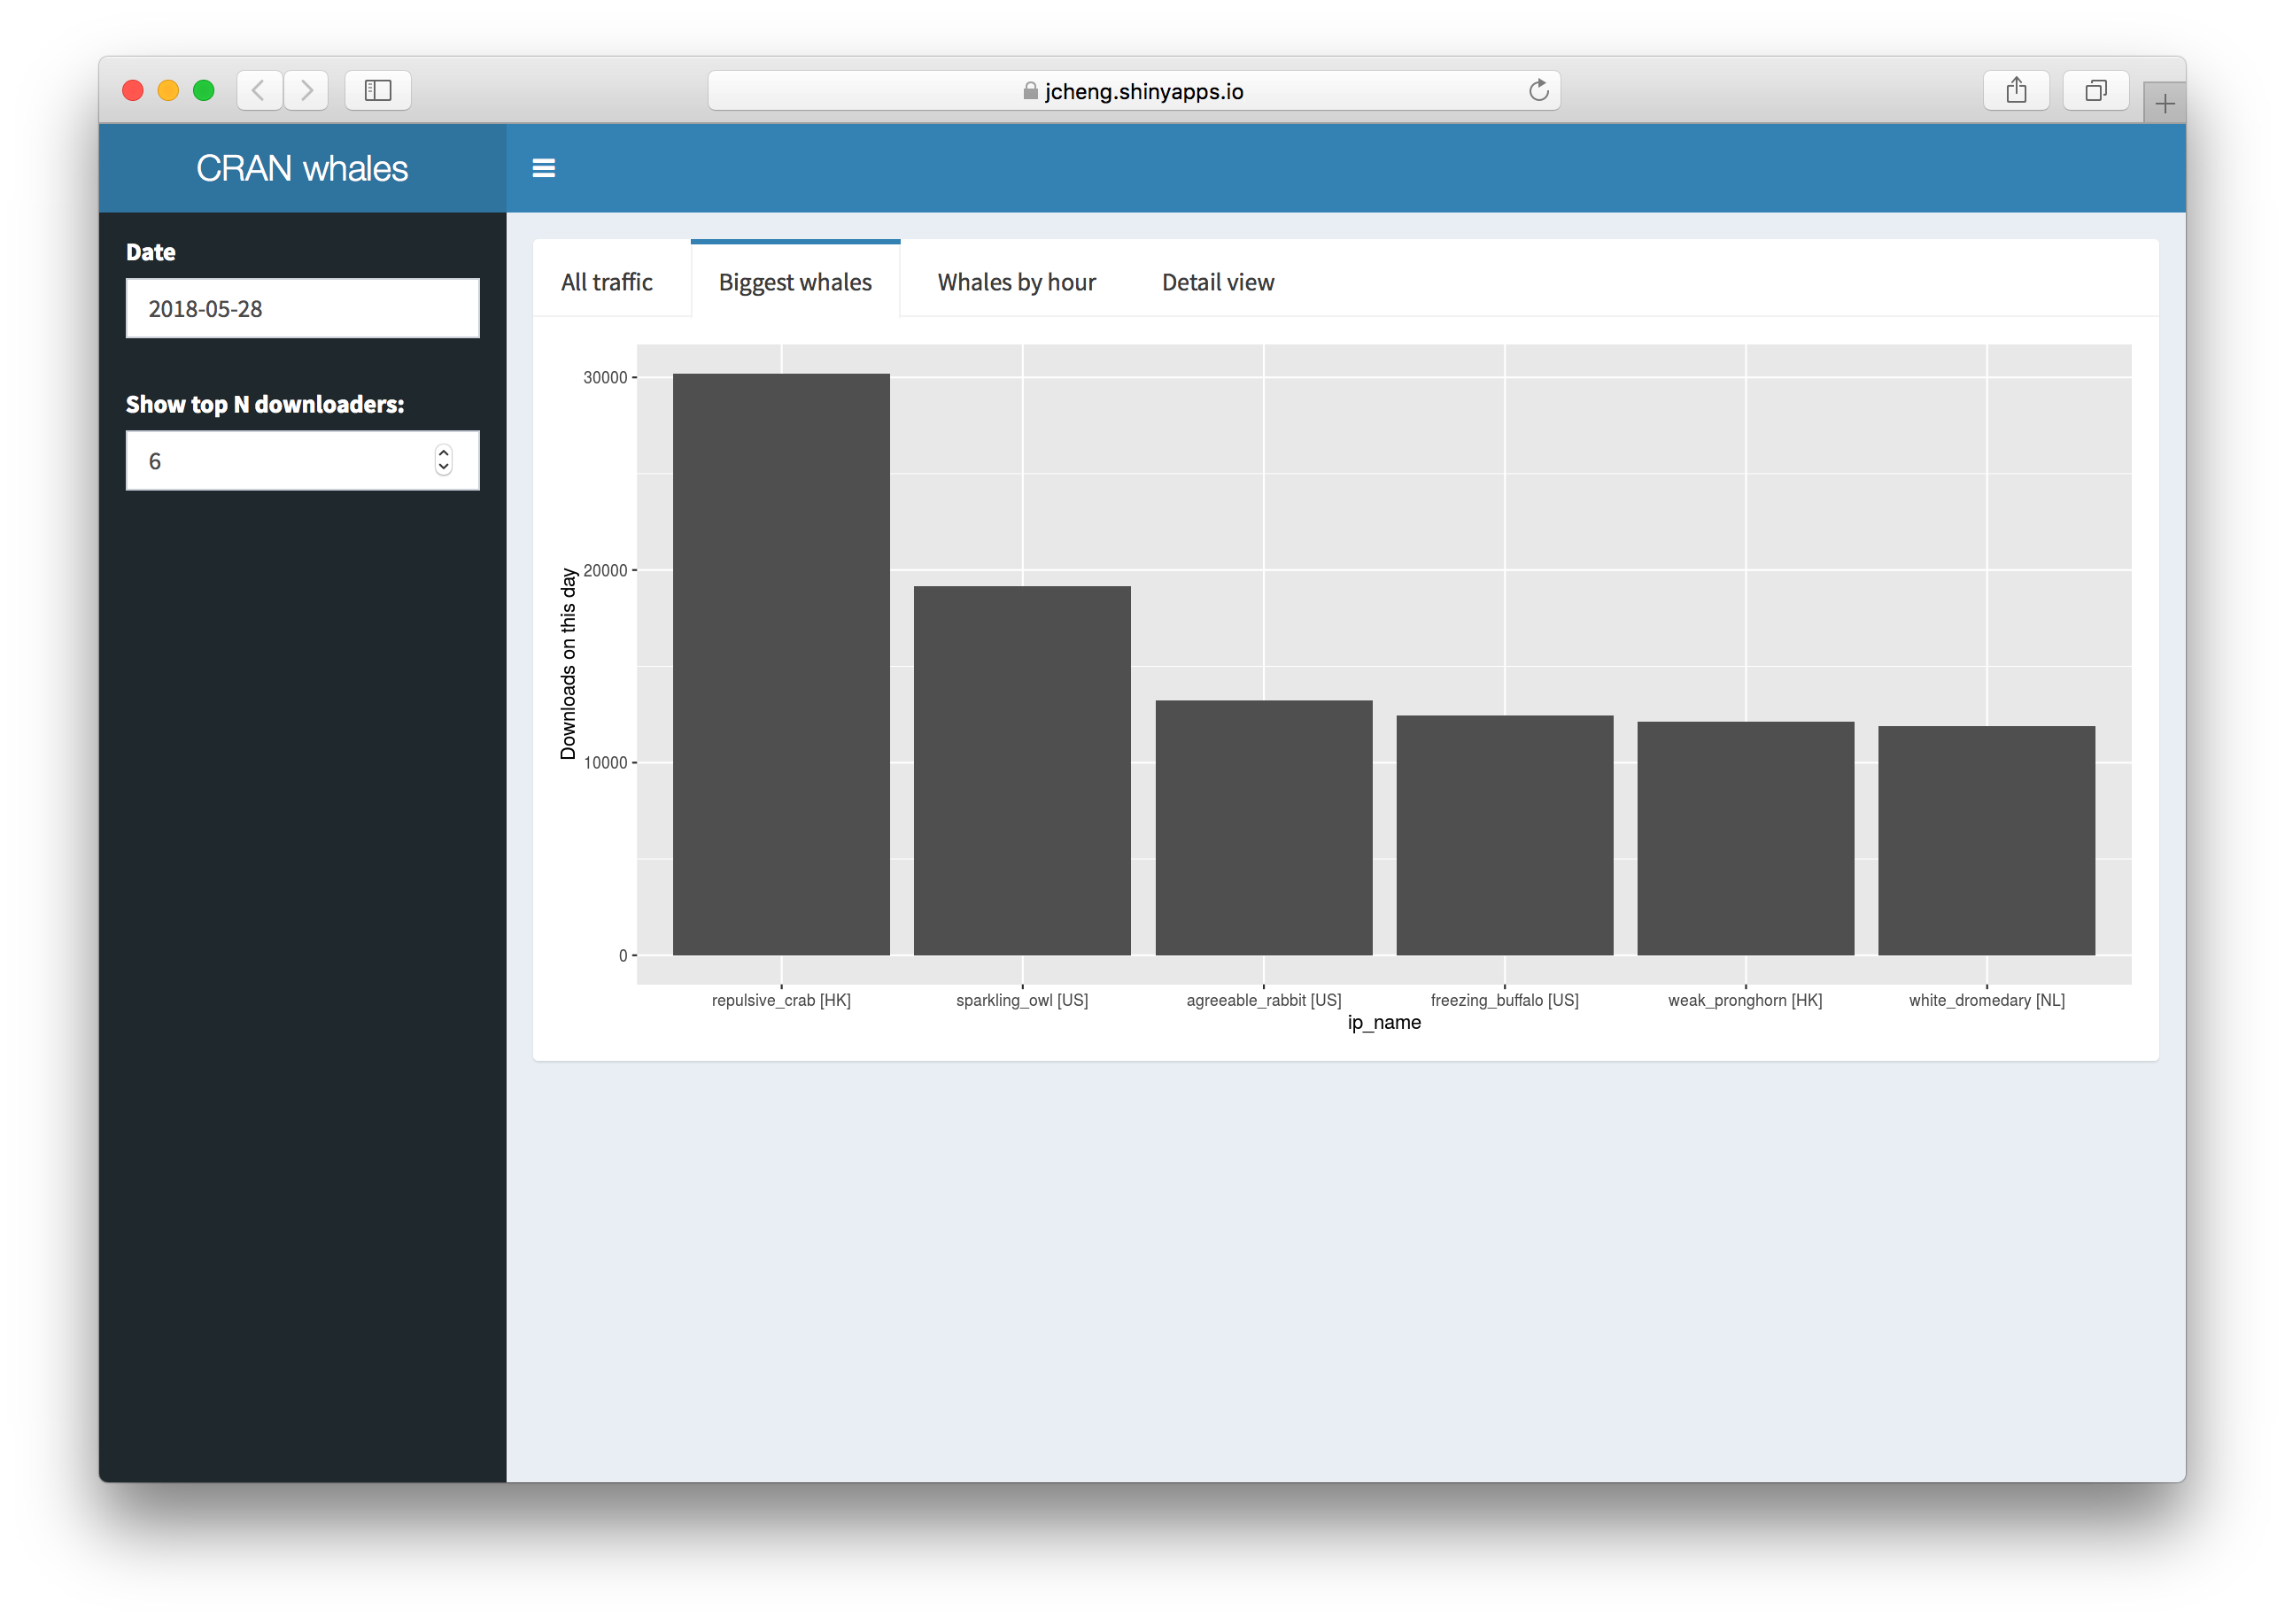 jcheng.shinyapps.io
CRAN whales
Date
2018-05-28
Show top N downloaders:
6
All traffic
Biggest whales
Whales by hour
Detail view
Downloads on this day
30000
20000
10000
0
repulsive_crab [HK]
sparkling_owl [US]
agreeable_rabbit [US]
freezing_buffalo [US]
weak_pronghorn [HK]
white_dromedary [NL]
ip_name